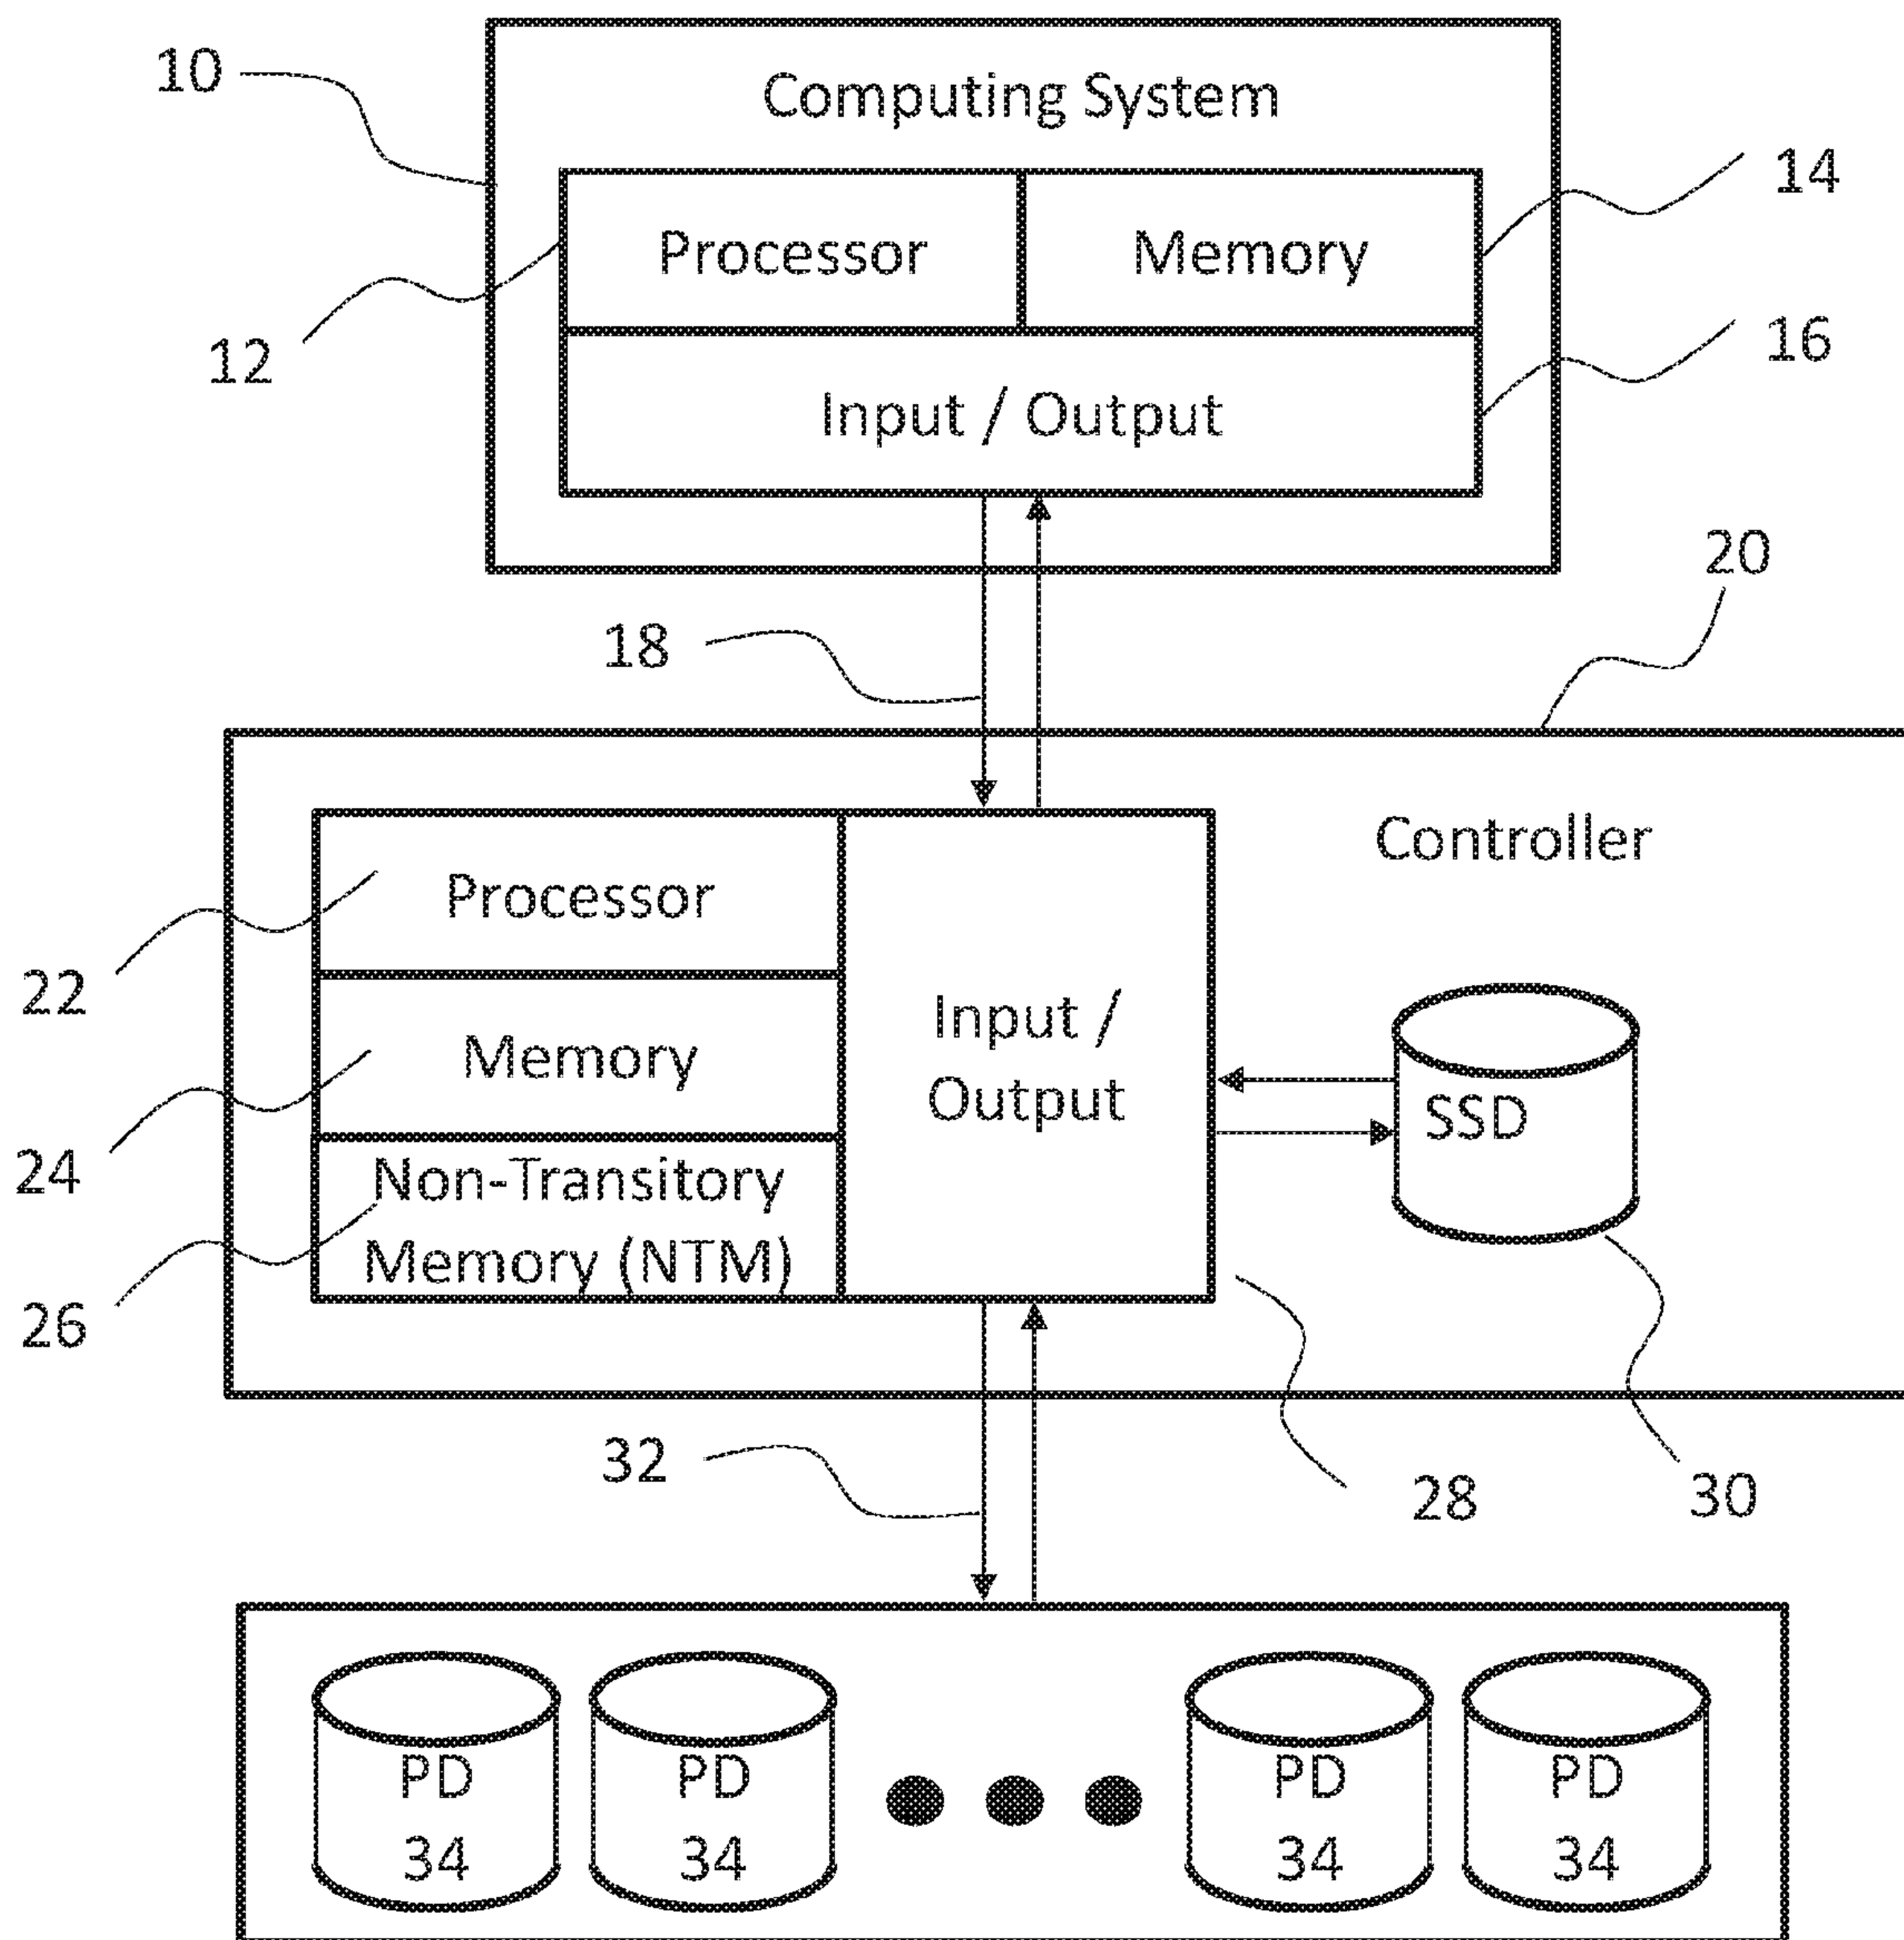 10
Computing System
14
Processor
Memory
12
16
Input / Output
20
18
Controller
Processor
22
Input /
Output
Memory
SSD
24
Non-Transitory
Memory (NTM)
26
32
28
30
PD
34
PD
34
PD
34
PD
34